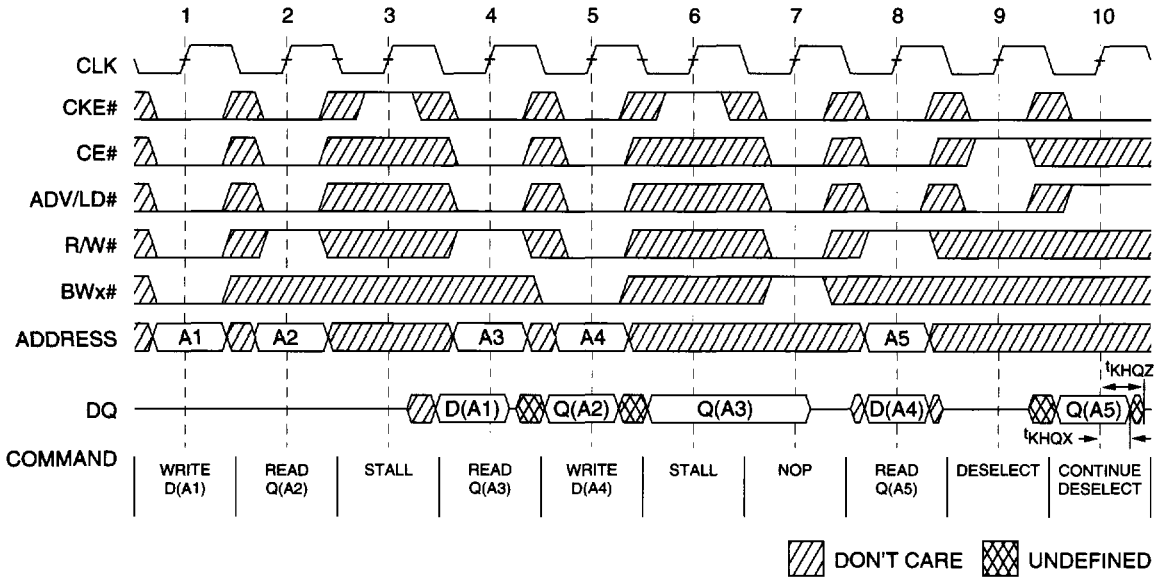 1 2 3 4 5 6 7 8 9 10
CLK
CKE#
CE#
ADV/LD#
R/W#
BWx#
ADDRESS A1 A2 A3 A4 A5
tKHQZ
DQ D(A1) Q(A2) Q(A3) D(A4) Q(A5)
tKHQX
COMMAND
WRITE READ STALL READ WRITE STALL NOP READ DESELECT CONTINUE
D(A1) Q(A2) Q(A3) D(A4) Q(A5) DESELECT
DON'T CARE UNDEFINED